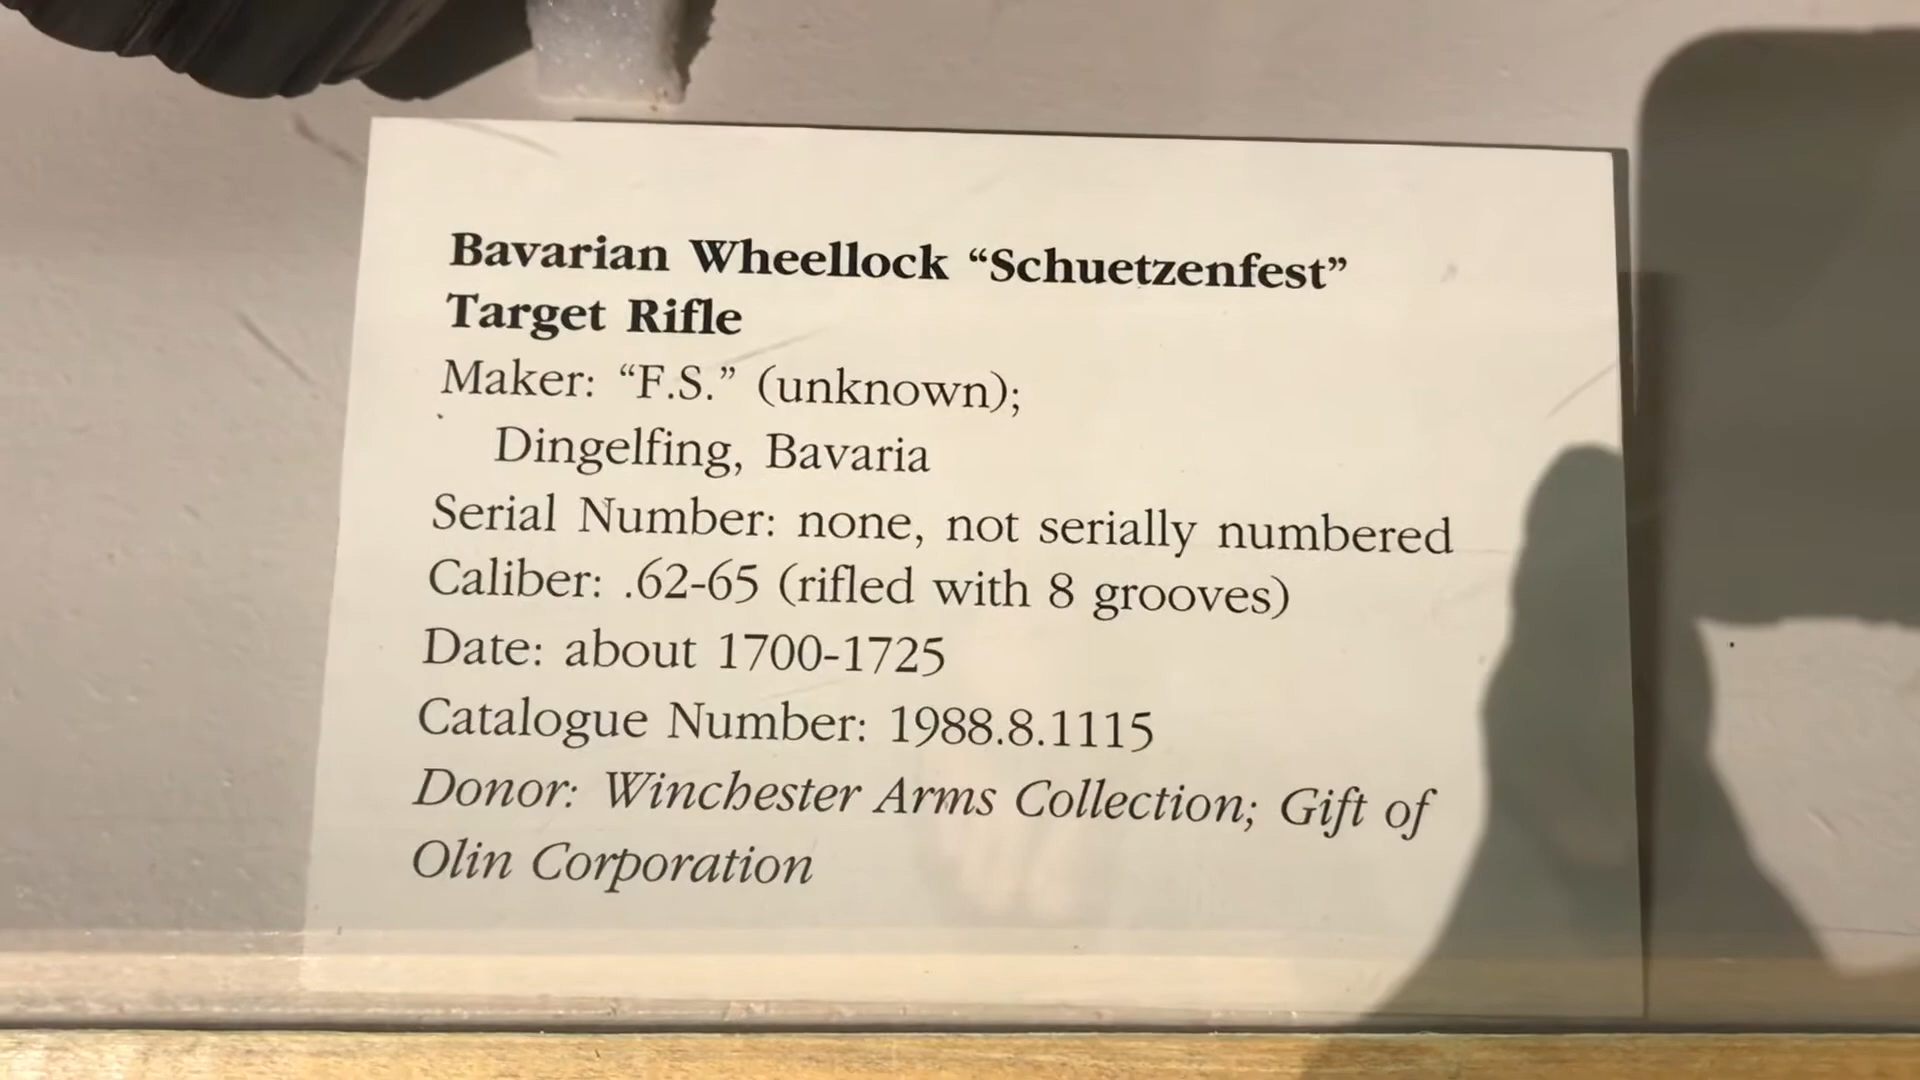 Bavarian Wheellock “Schuetzenfest”
Target Rifle
Maker: “F.S.” (unknown);
Dingelfing, Bavaria
Serial Number: none, not serially numbered
Caliber: .62-65 (rifled with 8 grooves)
Date: about 1700-1725
Catalogue Number: 1988.8.1115
Donor: Winchester Arms Collection; Gift of
Olin Corporation